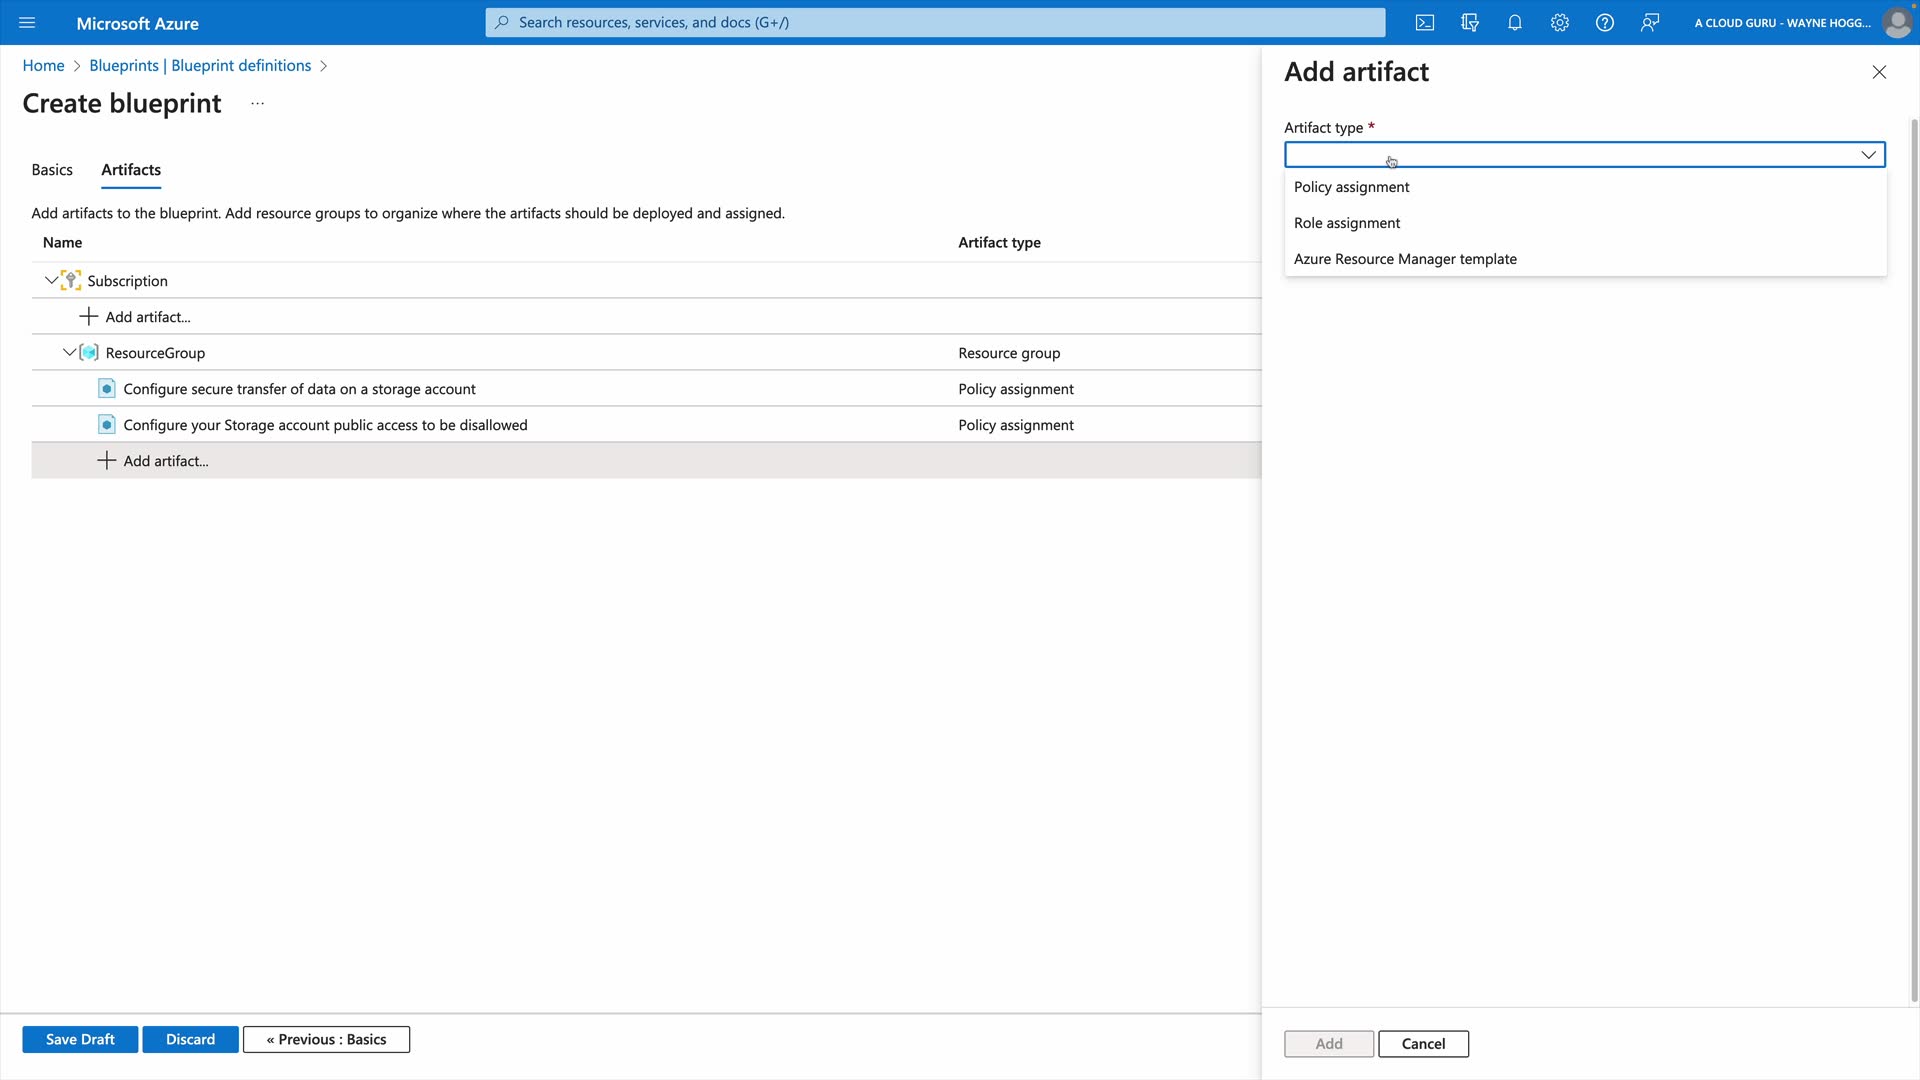 Microsoft Azure
Search resources, services, and docs (G+/)
A CLOUD GURU - WAYNE HOGG...
Home > Blueprints | Blueprint definitions >
Create blueprint ...
Basics Artifacts
Add artifacts to the blueprint. Add resource groups to organize where the artifacts should be deployed and assigned.
Name Artifact type
Subscription
Add artifact...
ResourceGroup Resource group
Configure secure transfer of data on a storage account Policy assignment
Configure your Storage account public access to be disallowed Policy assignment
Add artifact...
Save Draft Discard « Previous : Basics
Add artifact
Artifact type *
Policy assignment
Role assignment
Azure Resource Manager template
Add Cancel